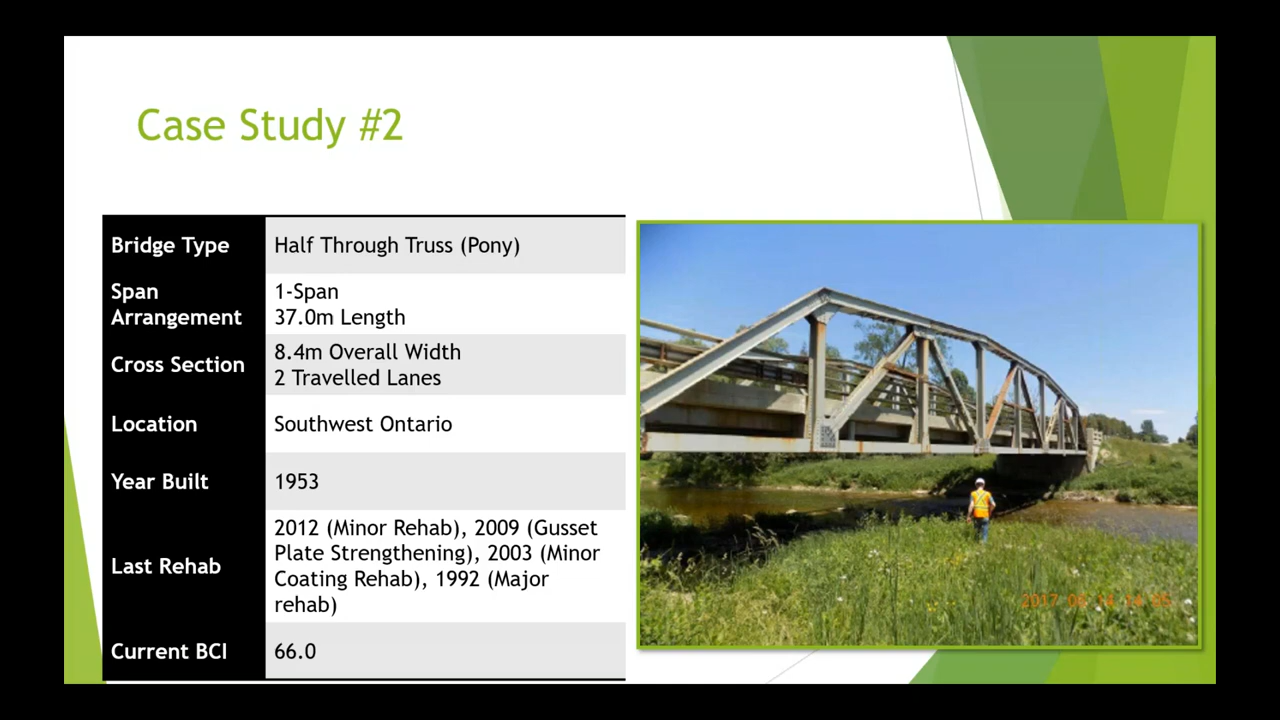 Case Study #2
Bridge Type
Half Through Truss (Pony)
Span
Arrangement
1-Span
37.0m Length
Cross Section
8.4m Overall Width
2 Travelled Lanes
Location
Southwest Ontario
Year Built
1953
Last Rehab
2012 (Minor Rehab), 2009 (Gusset
Plate Strengthening), 2003 (Minor
Coating Rehab), 1992 (Major
rehab)
Current BCI
66.0
2017